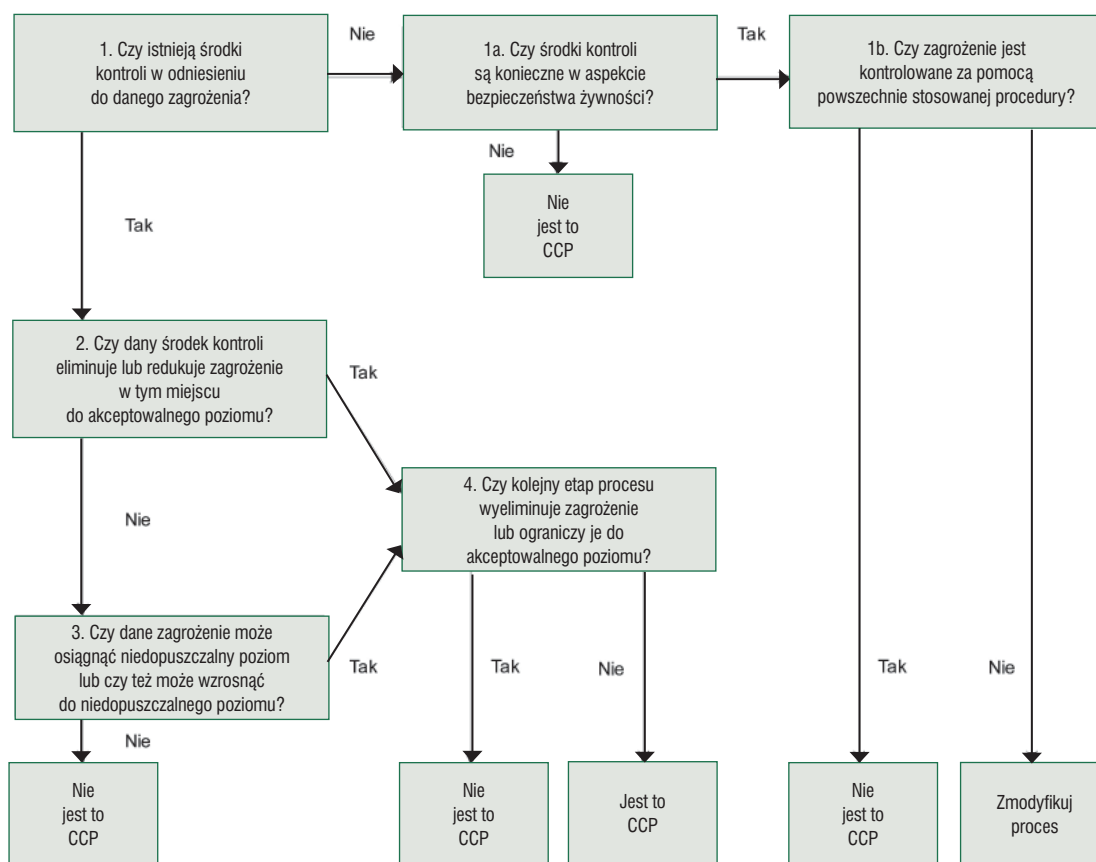 1. Czy istnieją środki
kontroli w odniesieniu
do danego zagrożenia?
Nie
1a. Czy środki kontroli
są konieczne w aspekcie
bezpieczeństwa żywności?
Tak
1b. Czy zagrożenie jest
kontrolowane za pomocą
powszechnie stosowanej procedury?
Nie
Nie
jest to
CCP
Tak
2. Czy dany środek kontroli
eliminuje lub redukuje zagrożenie
w tym miejscu
do akceptowalnego poziomu?
Tak
4. Czy kolejny etap procesu
wyeliminuje zagrożenie
lub ograniczy je do
akceptowalnego poziomu?
Nie
3. Czy dane zagrożenie może
osiągnąć niedopuszczalny poziom
lub czy też może wzrosnąć
do niedopuszczalnego poziomu?
Tak
Tak
Nie
Tak
Nie
Nie
Nie
jest to
CCP
Nie
jest to
CCP
Jest to
CCP
Nie
jest to
CCP
Zmodyfikuj
proces